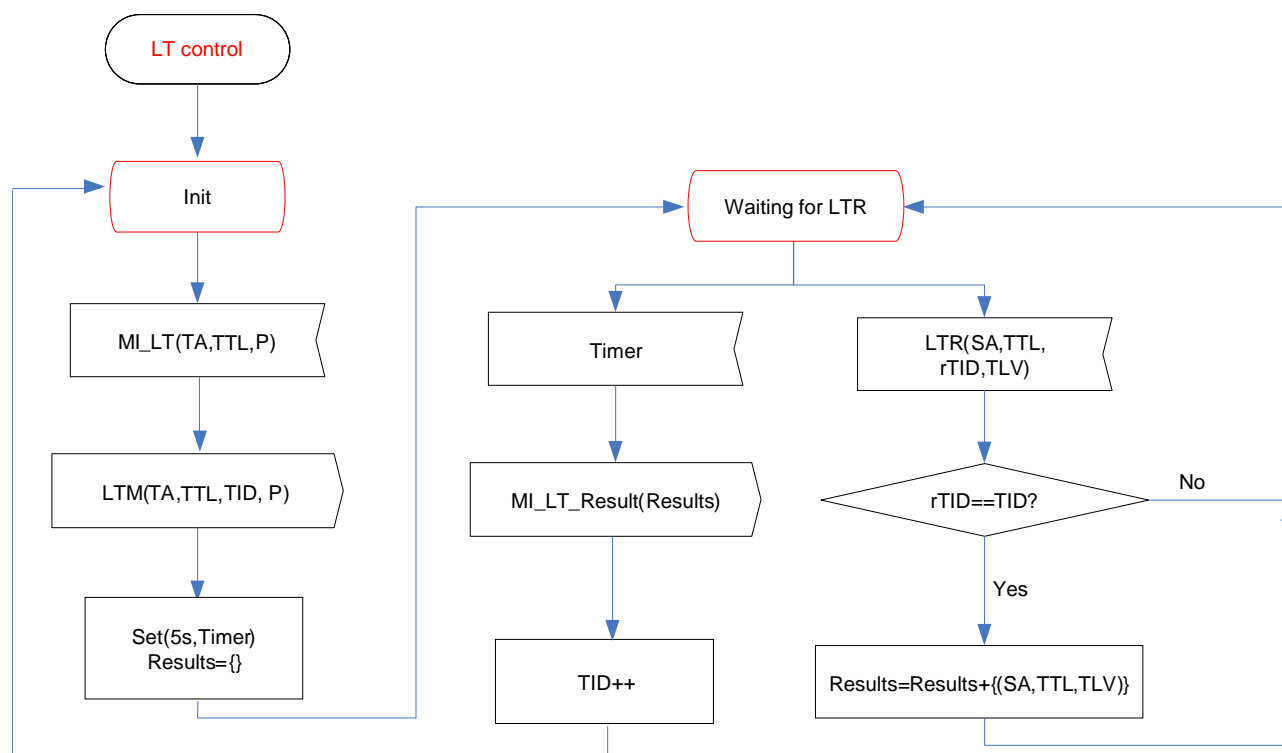 LT control
Init
MI_LT(TA,TTL,P)
LTM(TA,TTL,TID, P)
Set(5s,Timer)
Results={}
Waiting for LTR
Timer
MI_LT_Result(Results)
TID++
LTR(SA,TTL,
rTID,TLV)
rTID==TID?
No
Yes
Results=Results+{(SA,TTL,TLV)}